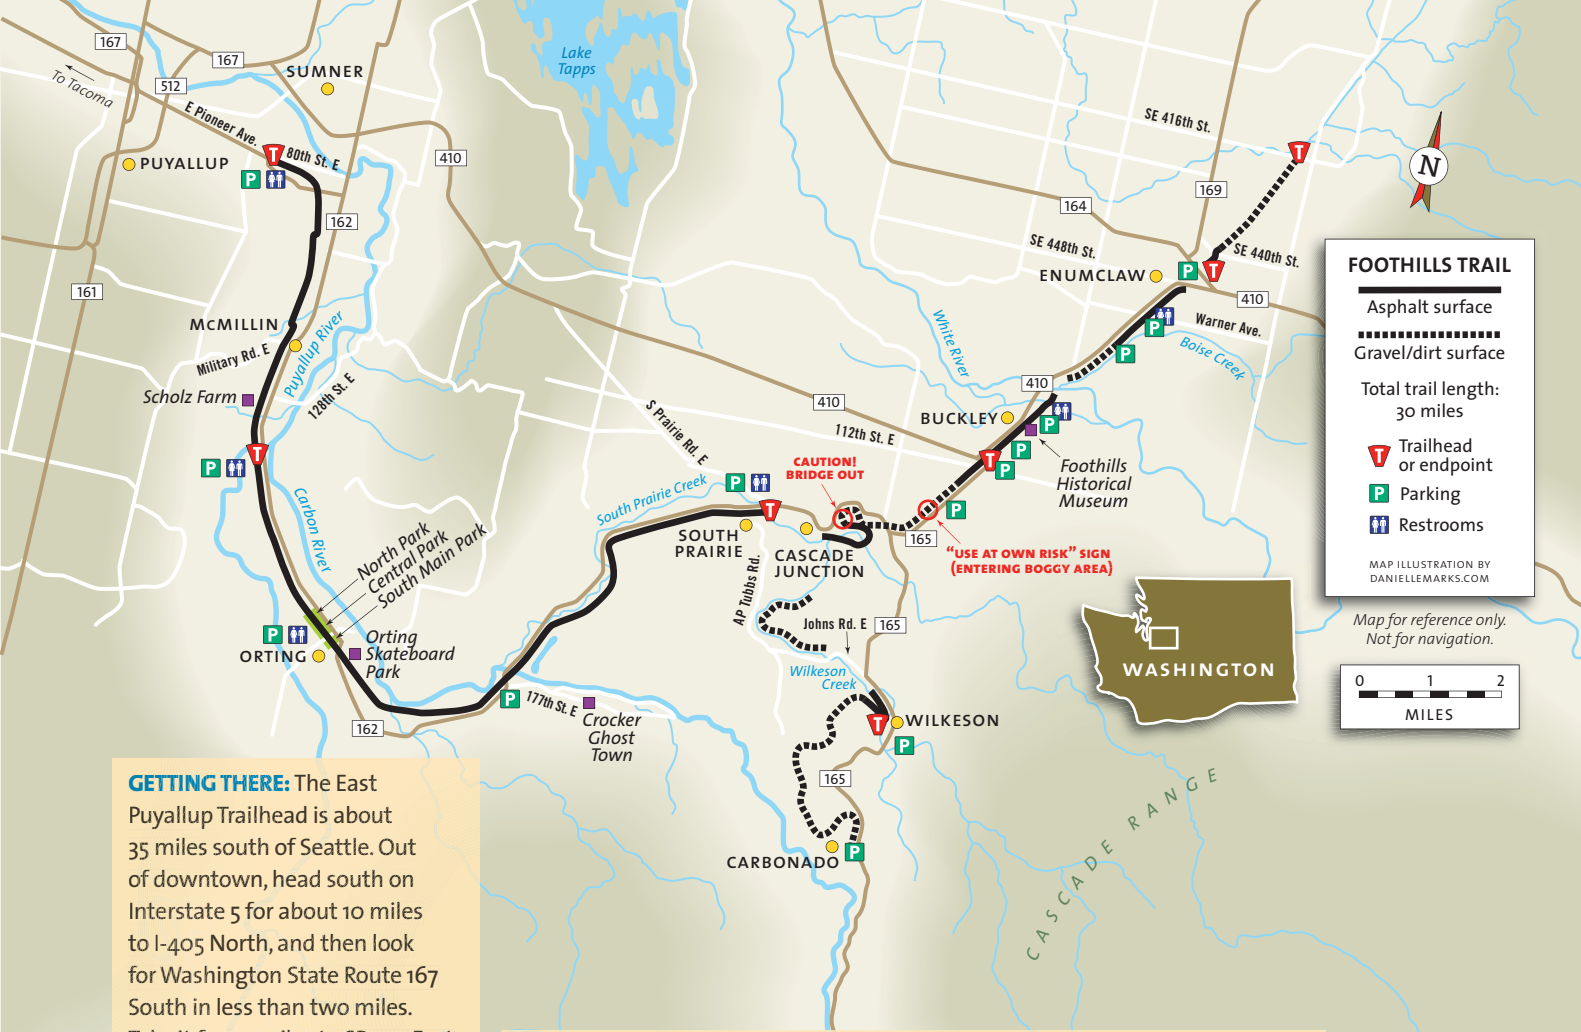 167
167
SUMNER
Lake
Tapps
To Tacoma
512
E Pioneer Ave.
80th St. E
PUYALLUP
410
162
161
McMILLIN
Military Rd. E
Puyallup River
128th St. E
Scholz Farm
Carbon River
North Park
Central Park
South Main Park
ORTING
Orting
Skateboard
Park
162
177th St. E
Crocker
Ghost
Town
South Prairie Creek
S Prairie Rd. E
SOUTH
PRAIRIE
CASCADE
JUNCTION
CAUTION!
BRIDGE OUT
112th St. E
410
AP Tubbs Rd.
Johns Rd. E
165
Wilkeson
Creek
WILKESON
165
CARBONADO
165
"USE AT OWN RISK" SIGN
(ENTERING BOGGY AREA)
Foothills
Historical
Museum
BUCKLEY
410
White River
ENUMCLAW
SE 448th St.
164
169
SE 416th St.
SE 440th St.
410
Warner Ave.
Boise Creek
CASCADE RANGE
N
FOOTHILLS TRAIL
Asphalt surface
Gravel/dirt surface
Total trail length:
30 miles
T Trailhead
or endpoint
P Parking
Restrooms
MAP ILLUSTRATION BY
DANIELLEMARKS.COM
Map for reference only.
Not for navigation.
WASHINGTON
0 1 2
MILES
GETTING THERE: The East
Puyallup Trailhead is about
35 miles south of Seattle. Out
of downtown, head south on
Interstate 5 for about 10 miles
to I-405 North, and then look
for Washington State Route 167
South in less than two miles.